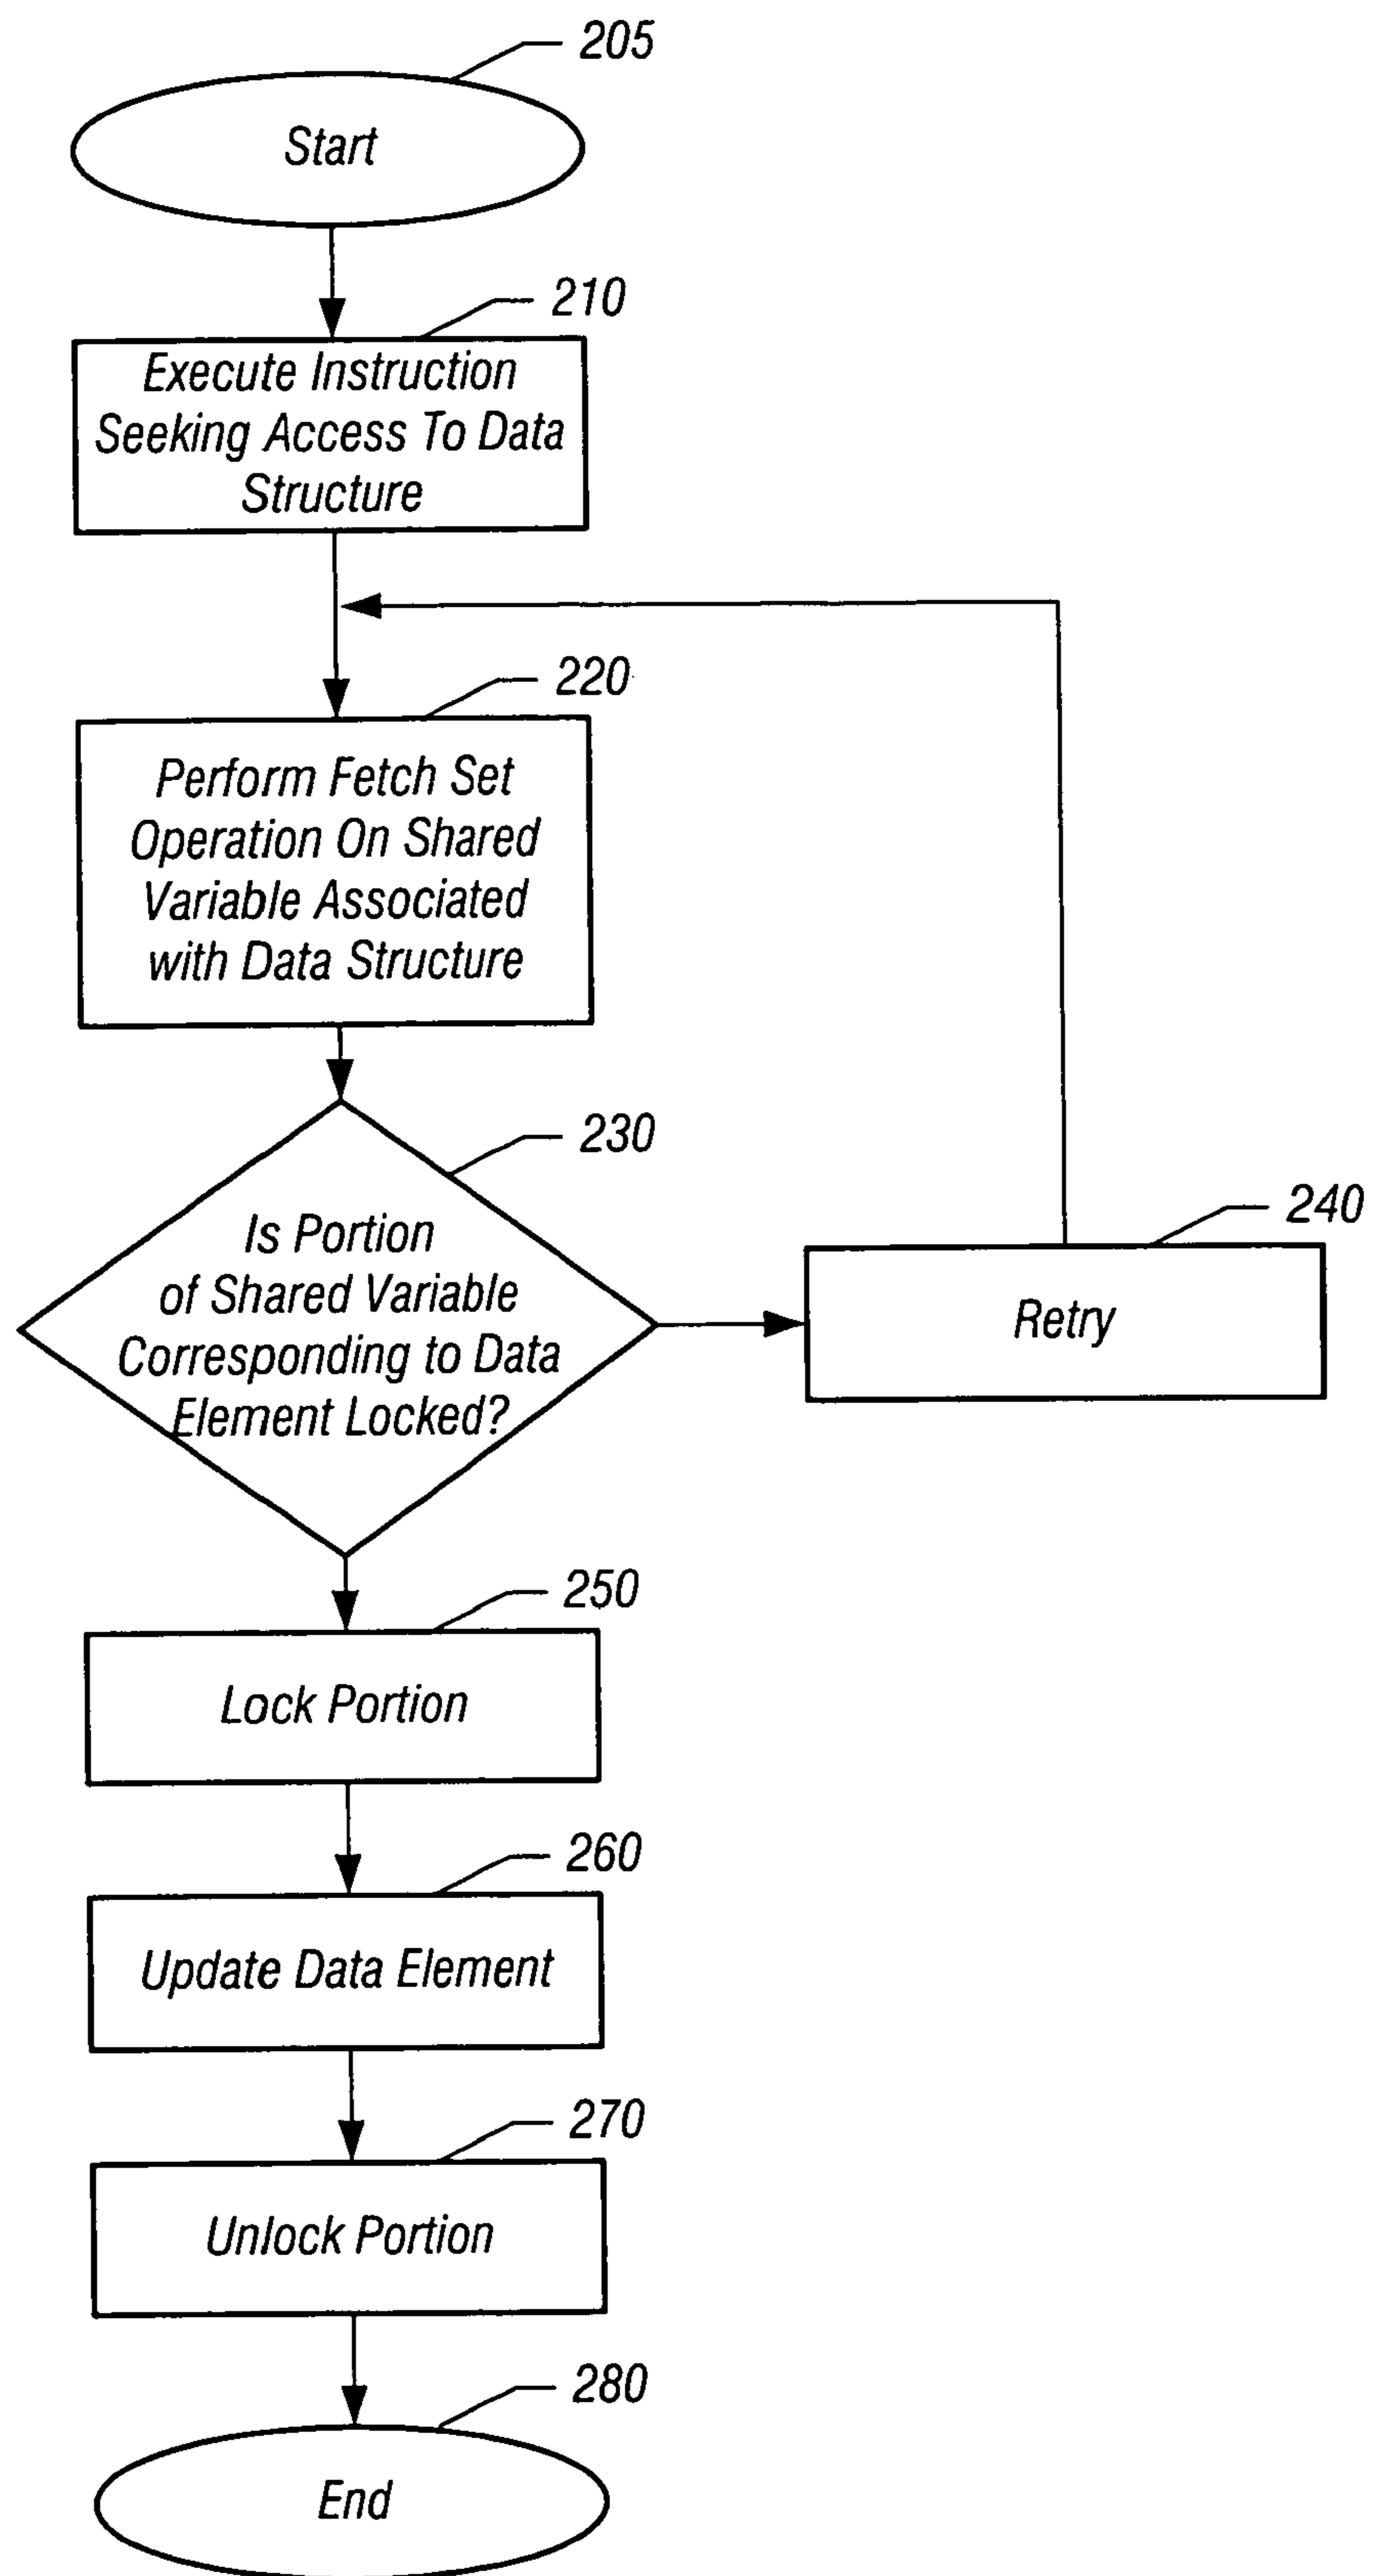 205
Start
210
Execute Instruction
Seeking Access To Data
Structure
220
Perform Fetch Set
Operation On Shared
Variable Associated
with Data Structure
230
Is Portion
of Shared Variable
Corresponding to Data
Element Locked?
240
Retry
250
Lock Portion
260
Update Data Element
270
Unlock Portion
280
End